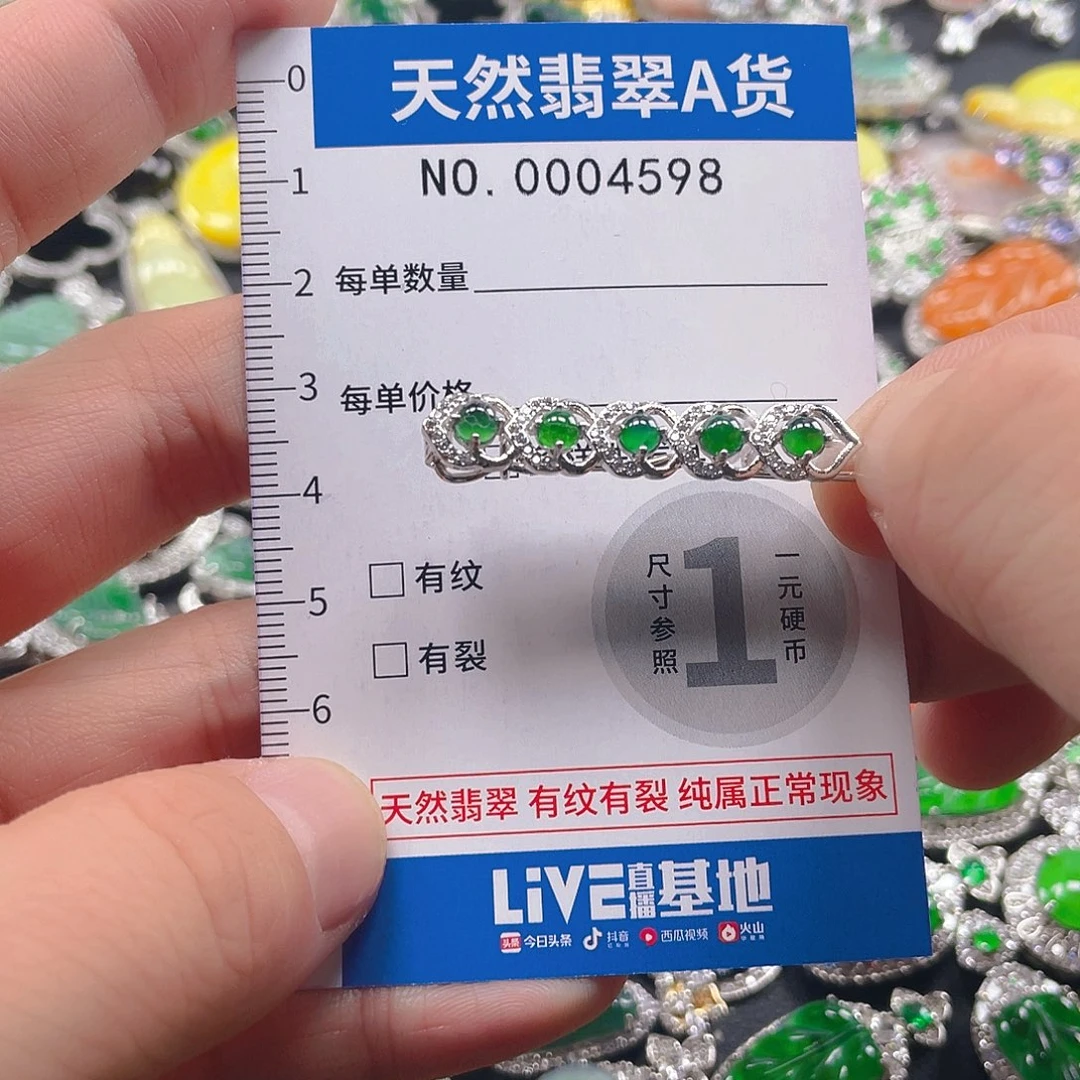 天然翡翠A货
NO. 0004598
0
1
2
3
4
5
6
每单数量
每单价格
有纹
有裂
尺寸参照
1
一元硬币
天然翡翠 有纹有裂 纯属正常现象
LiVE直播基地
头条 今日头条 抖音 西瓜视频 火山